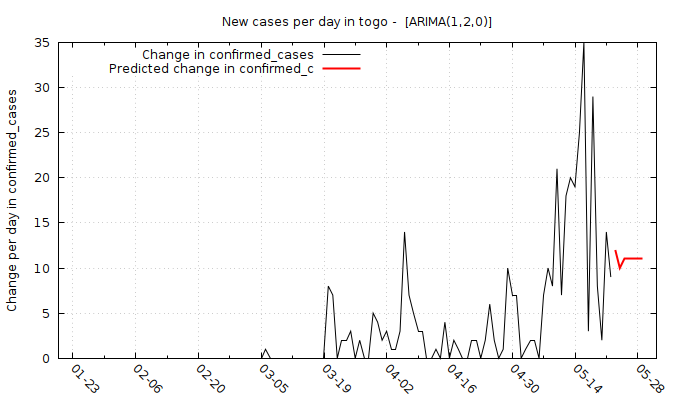 New cases per day in togo -  [ARIMA(1,2,0)]
Change in confirmed_cases
Predicted change in confirmed_c
Change per day in confirmed_cases
35
30
25
20
15
10
5
0
01-23 02-06 02-20 03-05 03-19 04-02 04-16 04-30 05-14 05-28